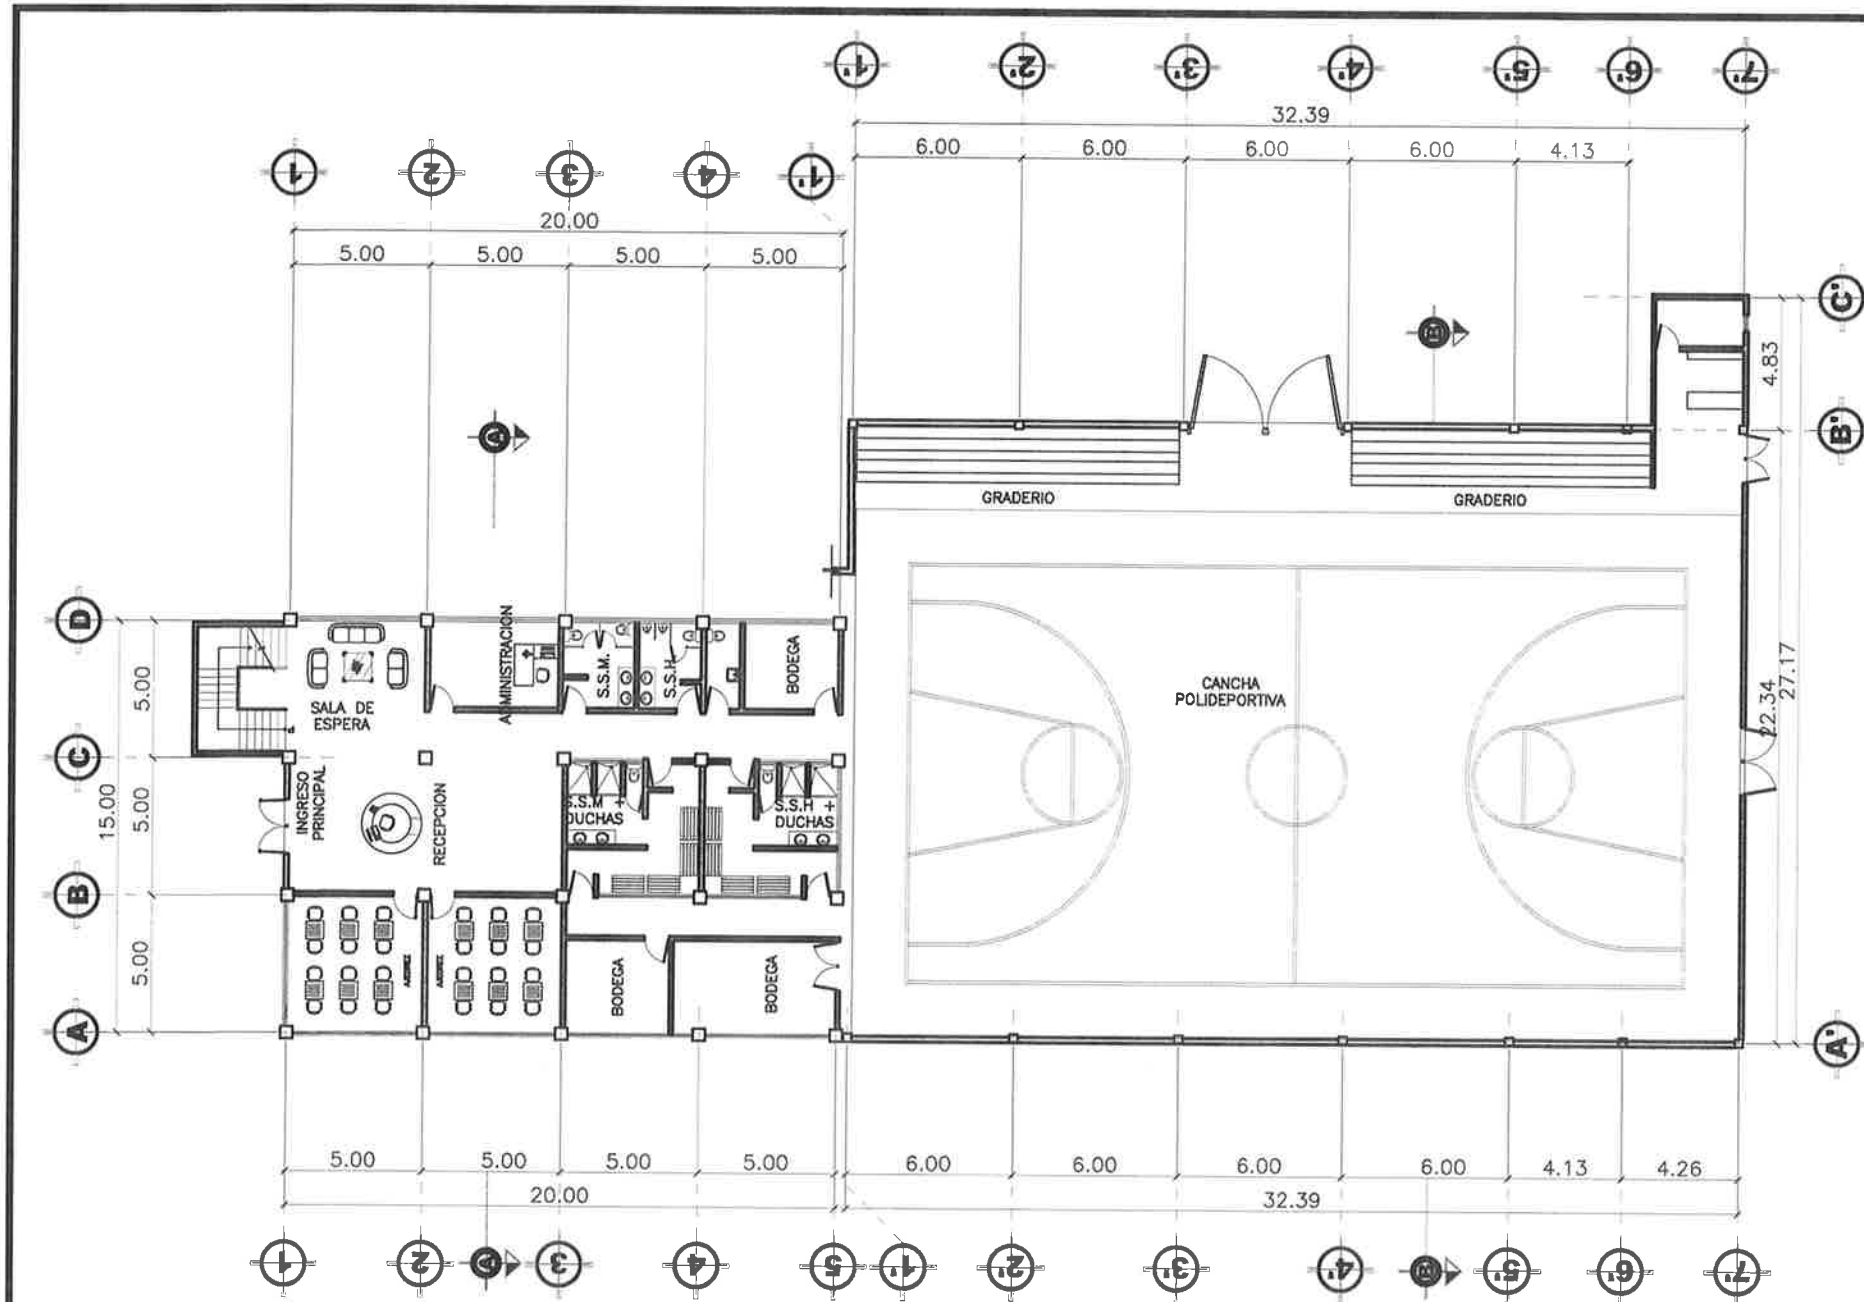 1' 2' 3' 4' 5' 6' 7'
32.39
6.00 6.00 6.00 6.00 4.13
1 2 3 4 1'
20.00
5.00 5.00 5.00 5.00
C'
B
4.83
A
B'
GRADERIO GRADERIO
D
ADMINISTRACION
S.S.M.
S.S.H.
BODEGA
5.00
SALA DE
ESPERA
P
CANCHA
POLIDEPORTIVA
22.34
27.17
C
INGRESO
PRINCIPAL
S.S.M +
DUCHAS
S.S.H +
DUCHAS
15.00
5.00
RECEPCION
B
5.00
AJEDREZ
AJEDREZ
BODEGA
BODEGA
A
A'
5.00 5.00 5.00 5.00 6.00 6.00 6.00 6.00 4.13 4.26
20.00 32.39
1 2 A 3 4 5 1' 2' 3' 4' B 5' 6' 7'